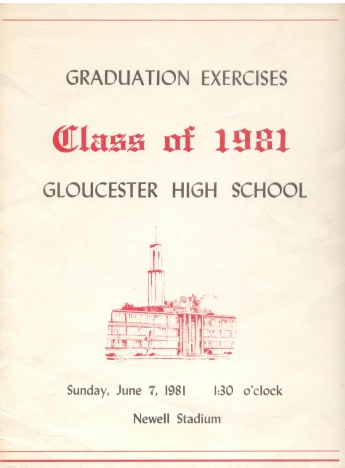 GRADUATION EXERCISES
Class of 1981
GLOUCESTER HIGH SCHOOL
Sunday, June 7, 1981 1:30 o'clock
Newell Stadium